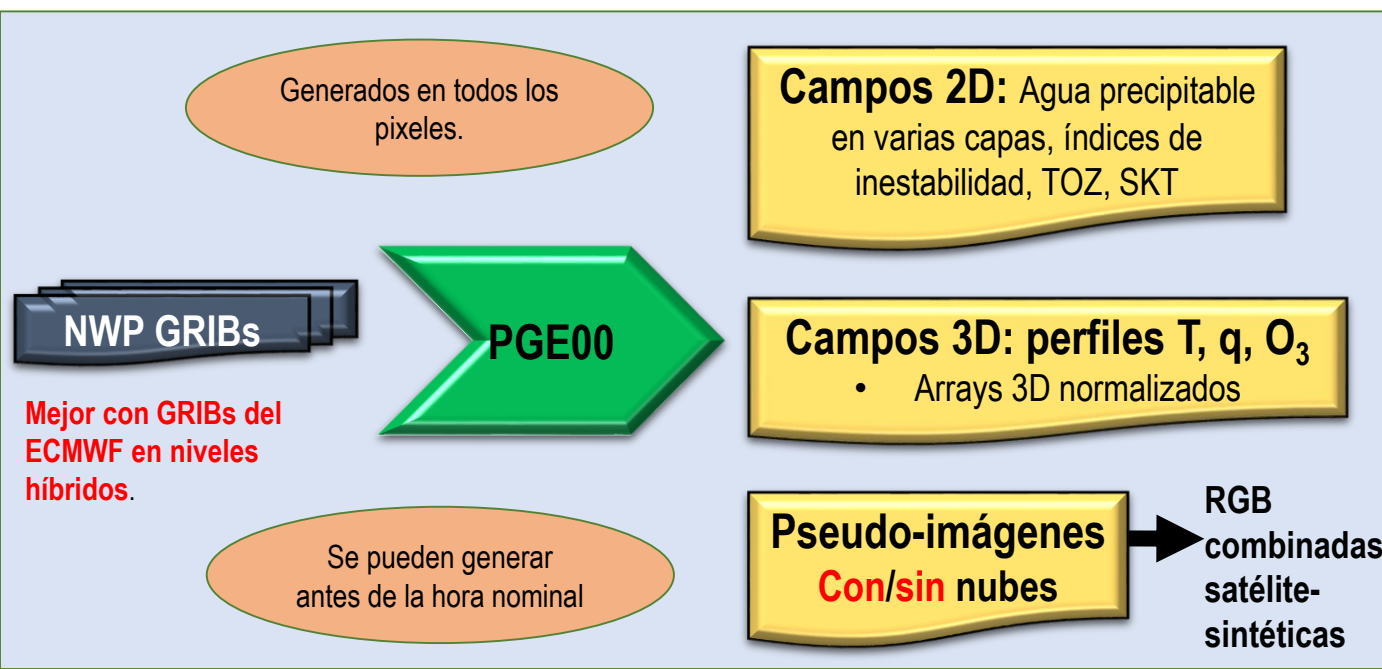 Generados en todos los
pixeles.
Campos 2D: Agua precipitable
en varias capas, índices de
inestabilidad, TOZ, SKT
NWP GRIBs
PGE00
Campos 3D: perfiles T, q, O3
• Arrays 3D normalizados
Mejor con GRIBs del
ECMWF en niveles
híbridos.
Se pueden generar
antes de la hora nominal
Pseudo-imágenes
Con/sin nubes
RGB
combinadas
satélite-
sintéticas